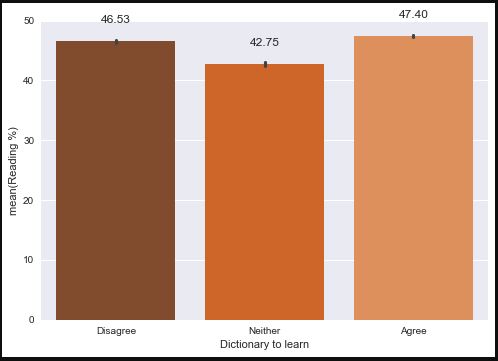 46.53
42.75
47.40
50
40
30
20
10
0
mean(Reading %)
Disagree
Neither
Agree
Dictionary to learn